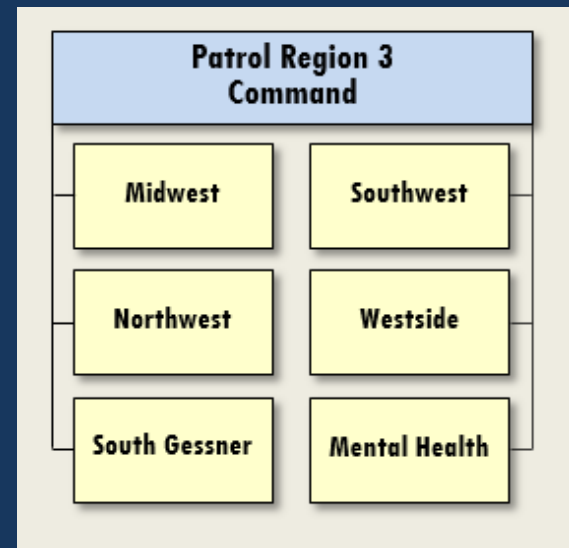 Patrol Region 3
Command
Midwest
Southwest
Northwest
Westside
South Gessner
Mental Health